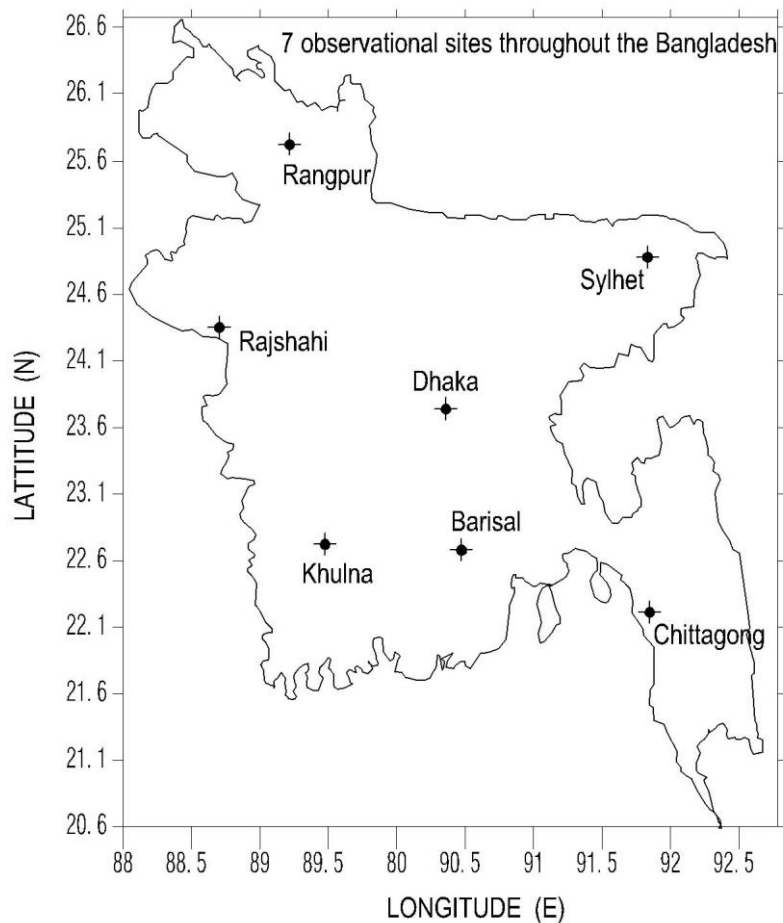 7 observational sites throughout the Bangladesh
26.6
26.1
25.6
25.1
24.6
24.1
23.6
23.1
22.6
22.1
21.6
21.1
20.6
LATTITUDE (N)
Rangpur
Sylhet
Rajshahi
Dhaka
Barisal
Khulna
Chittagong
88 88.5 89 89.5 80 90.5 91 91.5 92 92.5
LONGITUDE (E)